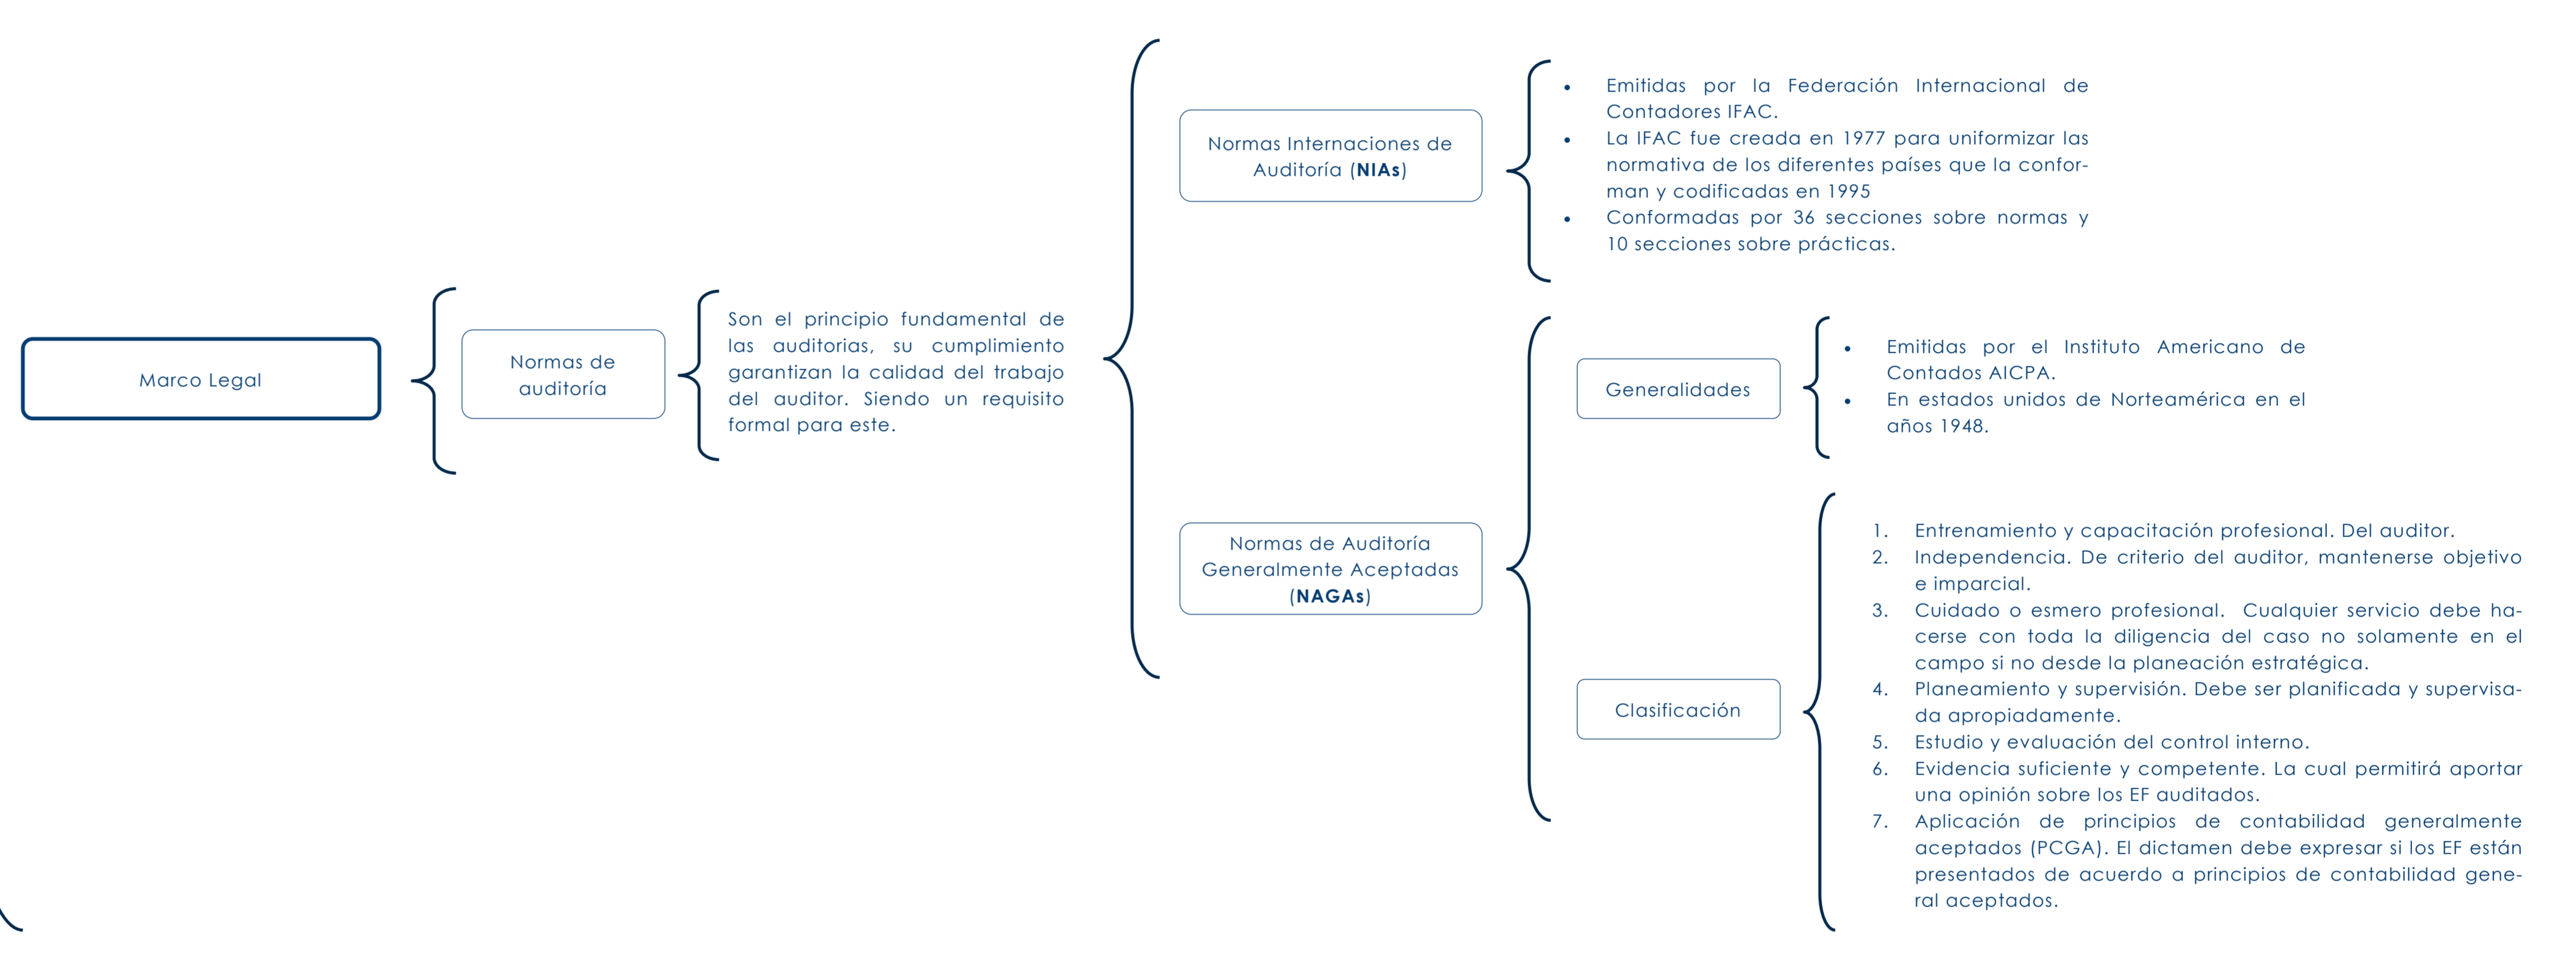 Marco Legal
Normas de
auditoría
Son el principio fundamental de
las auditorias, su cumplimiento
garantizan la calidad del trabajo
del auditor. Siendo un requisito
formal para este.
Normas Internaciones de
Auditoría (NIAs)
• Emitidas por la Federación Internacional de
Contadores IFAC.
• La IFAC fue creada en 1977 para uniformizar las
normativa de los diferentes países que la confor-
man y codificadas en 1995
• Conformadas por 36 secciones sobre normas y
10 secciones sobre prácticas.
Normas de Auditoría
Generalmente Aceptadas
(NAGAs)
Generalidades
• Emitidas por el Instituto Americano de
Contados AICPA.
• En estados unidos de Norteamérica en el
años 1948.
Clasificación
1. Entrenamiento y capacitación profesional. Del auditor.
2. Independencia. De criterio del auditor, mantenerse objetivo
e imparcial.
3. Cuidado o esmero profesional. Cualquier servicio debe ha-
cerse con toda la diligencia del caso no solamente en el
campo si no desde la planeación estratégica.
4. Planeamiento y supervisión. Debe ser planificada y supervisa-
da apropiadamente.
5. Estudio y evaluación del control interno.
6. Evidencia suficiente y competente. La cual permitirá aportar
una opinión sobre los EF auditados.
7. Aplicación de principios de contabilidad generalmente
aceptados (PCGA). El dictamen debe expresar si los EF están
presentados de acuerdo a principios de contabilidad gene-
ral aceptados.